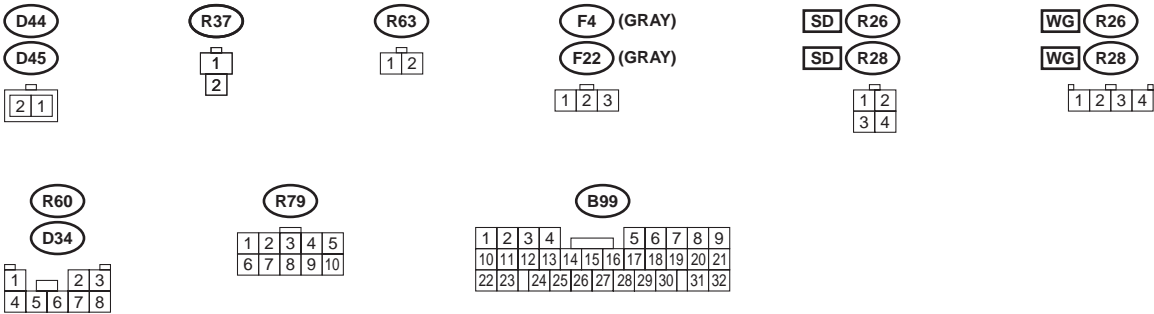 D44 R37 R63 F4 (GRAY) SD R26 WG R26
D45 F22 (GRAY) SD R28 WG R28
2 1
1
2
1 2
1 2 3
1 2
3 4
1 2 3 4
R60 R79 B99
D34
1 2 3
4 5 6 7 8
1 2 3 4 5
6 7 8 9 10
1 2 3 4 5 6 7 8 9
10 11 12 13 14 15 16 17 18 19 20 21
22 23 24 25 26 27 28 29 30 31 32